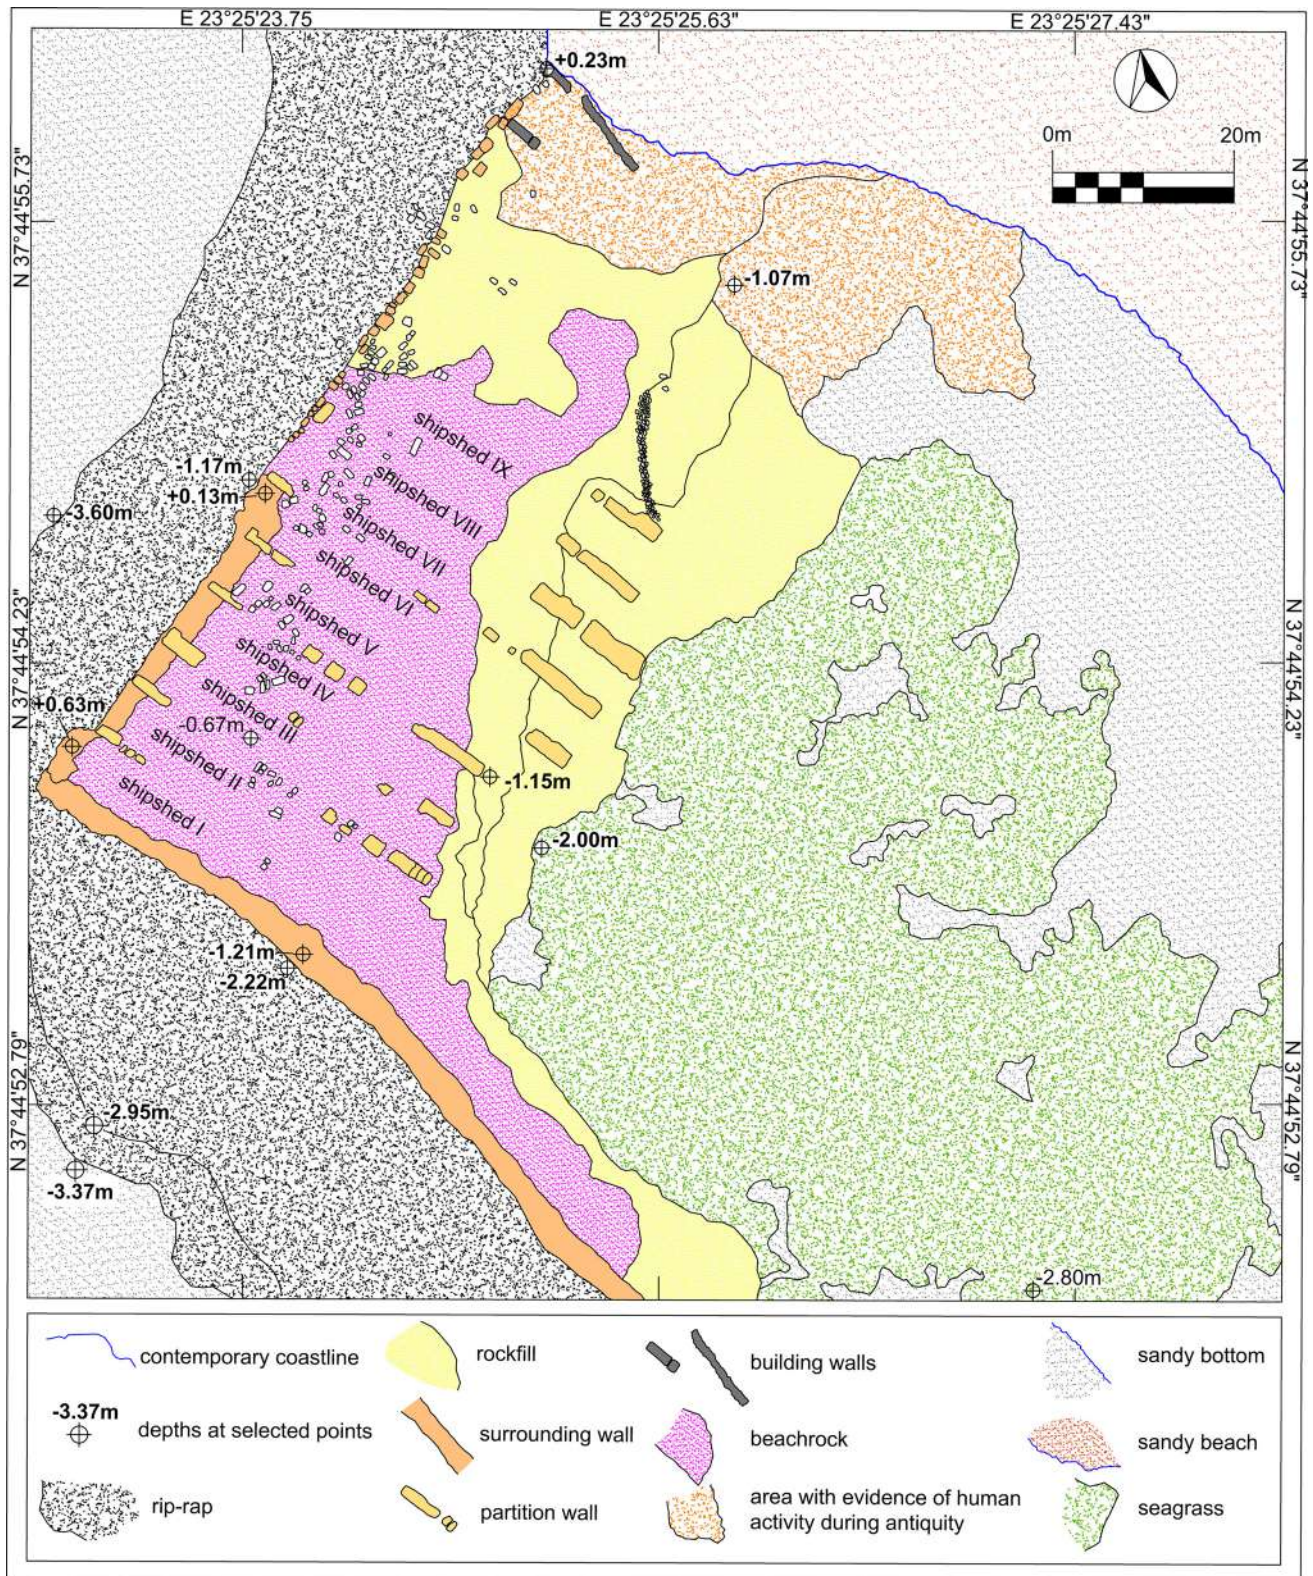 E 23°25'23.75
E 23°25'25.63"
E 23°25'27.43"
+0.23m
0m
20m
N 37°44'55.73"
N 37°44'55.73"
-1.07m
shipshed IX
-1.17m
+0.13m
-3.60m
shipshed VIII
shipshed VII
shipshed VI
shipshed V
shipshed IV
shipshed III
shipshed II
shipshed I
N 37°44'54.23"
N 37°44'54.23"
+0.63m
-0.67m
-1.15m
-2.00m
-1.21m
-2.22m
N 37°44'52.79"
N 37°44'52.79"
-2.95m
-3.37m
-2.80m
contemporary coastline
rockfill
building walls
sandy bottom
-3.37m
depths at selected points
surrounding wall
beachrock
sandy beach
rip-rap
partition wall
area with evidence of human
activity during antiquity
seagrass